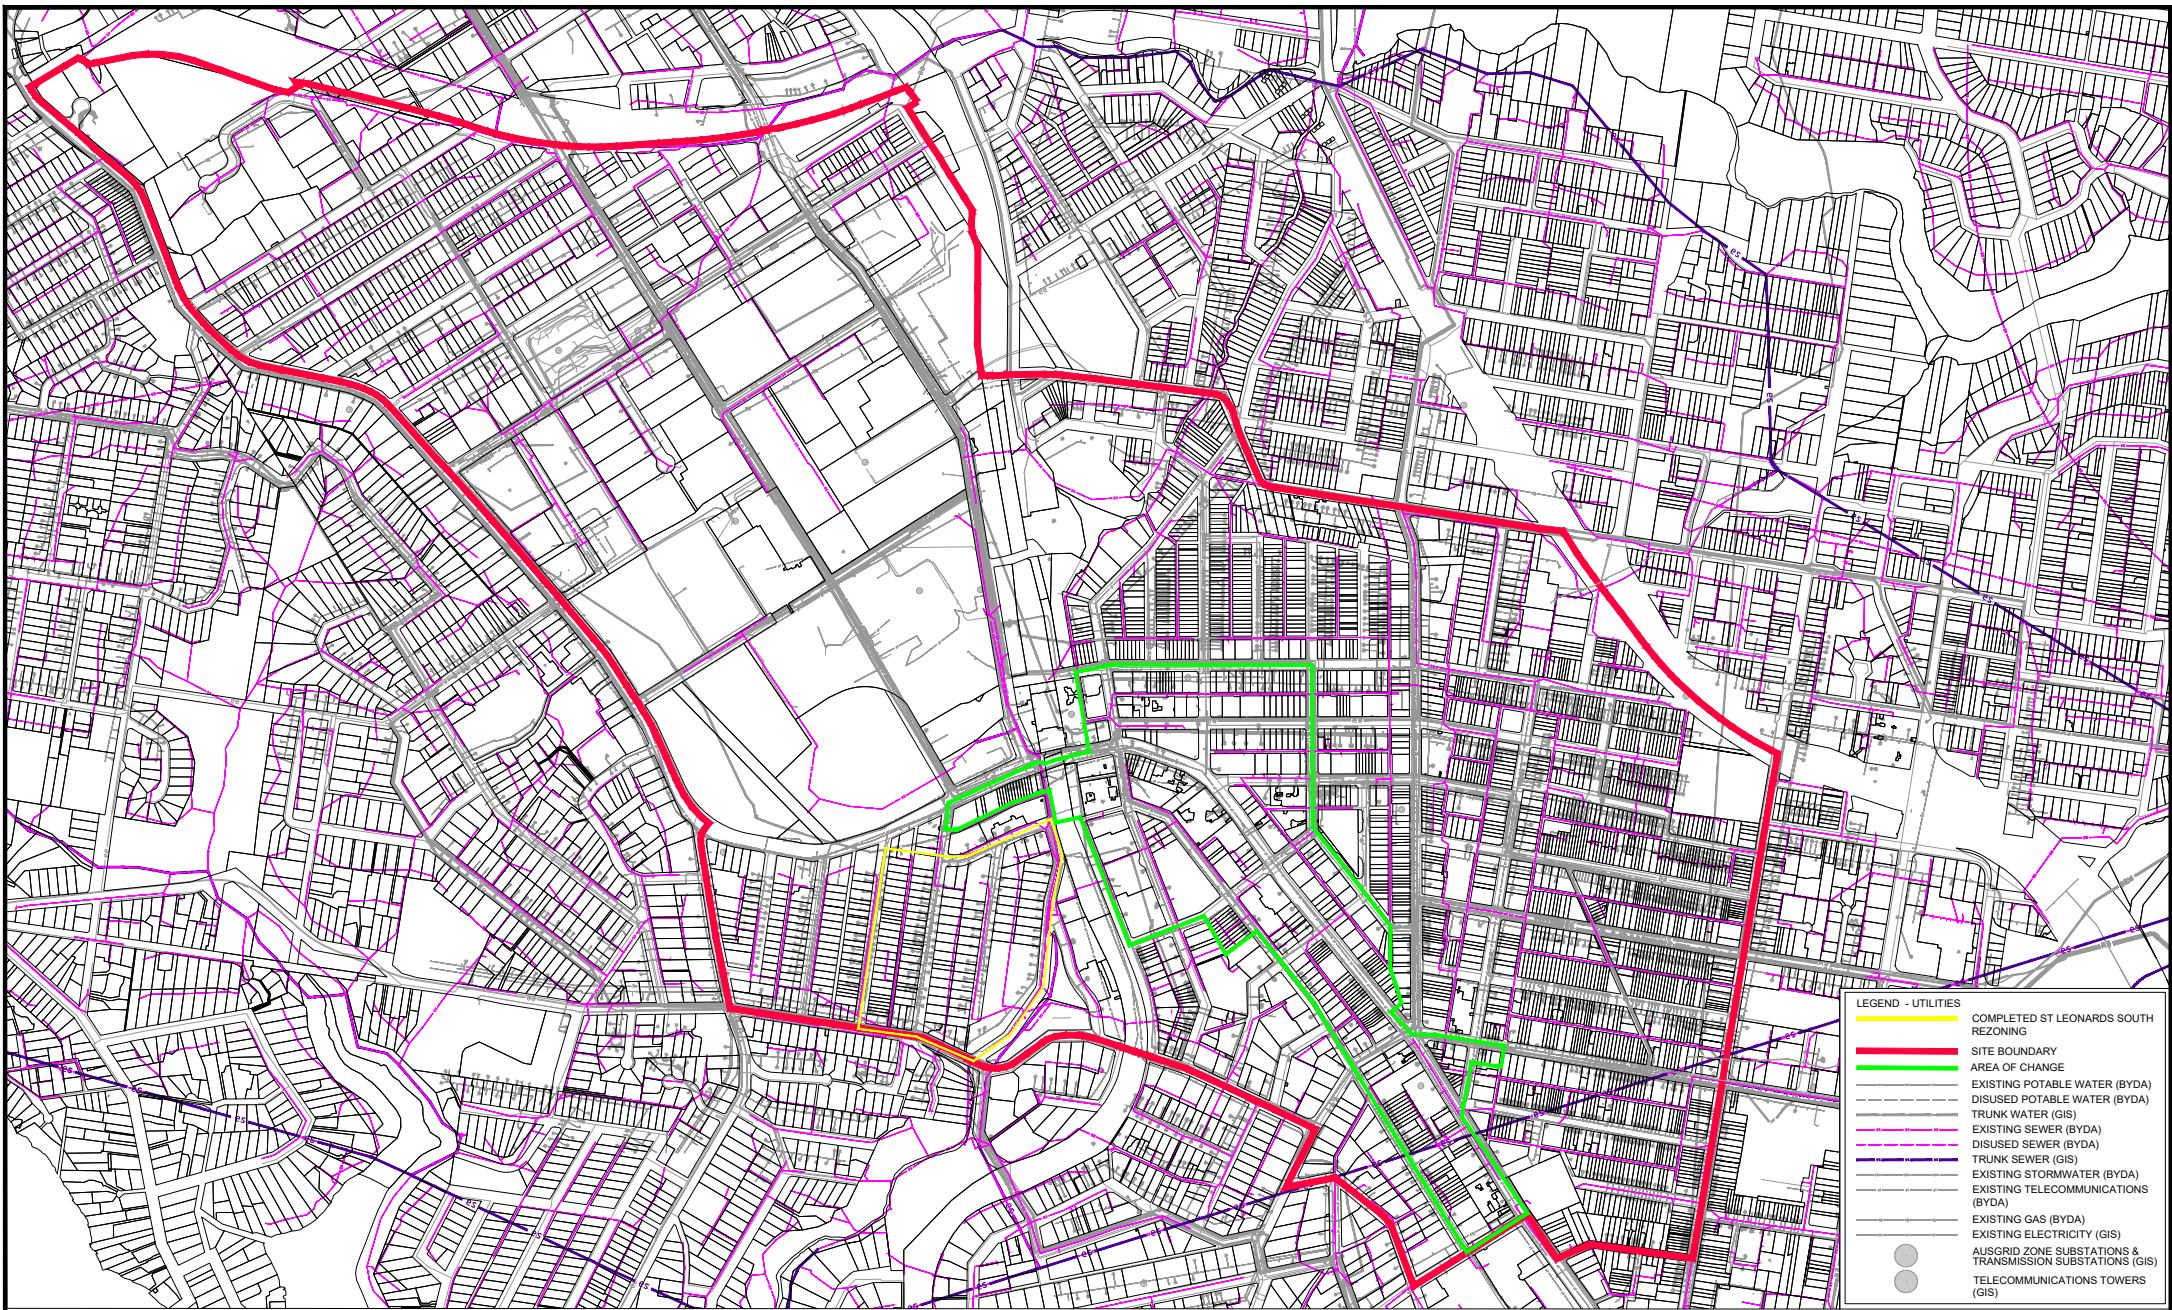 LEGEND - UTILITIES
COMPLETED ST LEONARDS SOUTH
REZONING
SITE BOUNDARY
AREA OF CHANGE
EXISTING POTABLE WATER (BYDA)
DISUSED POTABLE WATER (BYDA)
TRUNK WATER (GIS)
EXISTING SEWER (BYDA)
DISUSED SEWER (BYDA)
TRUNK SEWER (GIS)
EXISTING STORMWATER (BYDA)
EXISTING TELECOMMUNICATIONS
(BYDA)
EXISTING GAS (BYDA)
EXISTING ELECTRICITY (GIS)
AUSGRID ZONE SUBSTATIONS &
TRANSMISSION SUBSTATIONS (GIS)
TELECOMMUNICATIONS TOWERS
(GIS)